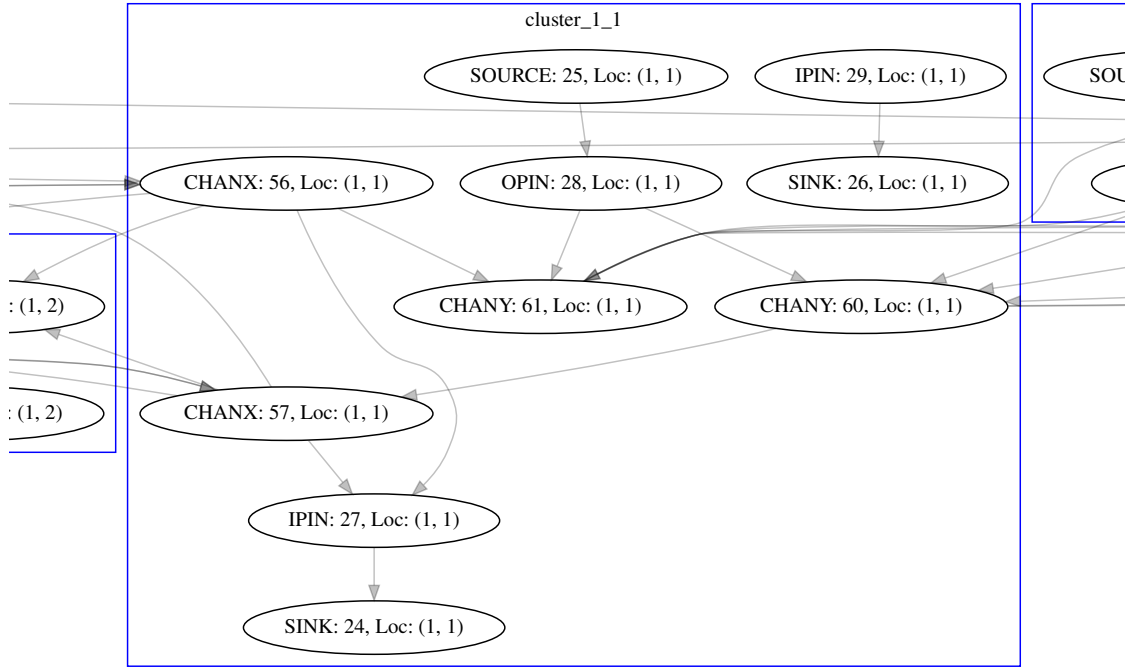 cluster_1_1
SOURCE: 25, Loc: (1, 1)
IPIN: 29, Loc: (1, 1)
SOU
CHANX: 56, Loc: (1, 1)
OPIN: 28, Loc: (1, 1)
SINK: 26, Loc: (1, 1)
: (1, 2)
CHANY: 61, Loc: (1, 1)
CHANY: 60, Loc: (1, 1)
: (1, 2)
CHANX: 57, Loc: (1, 1)
IPIN: 27, Loc: (1, 1)
SINK: 24, Loc: (1, 1)